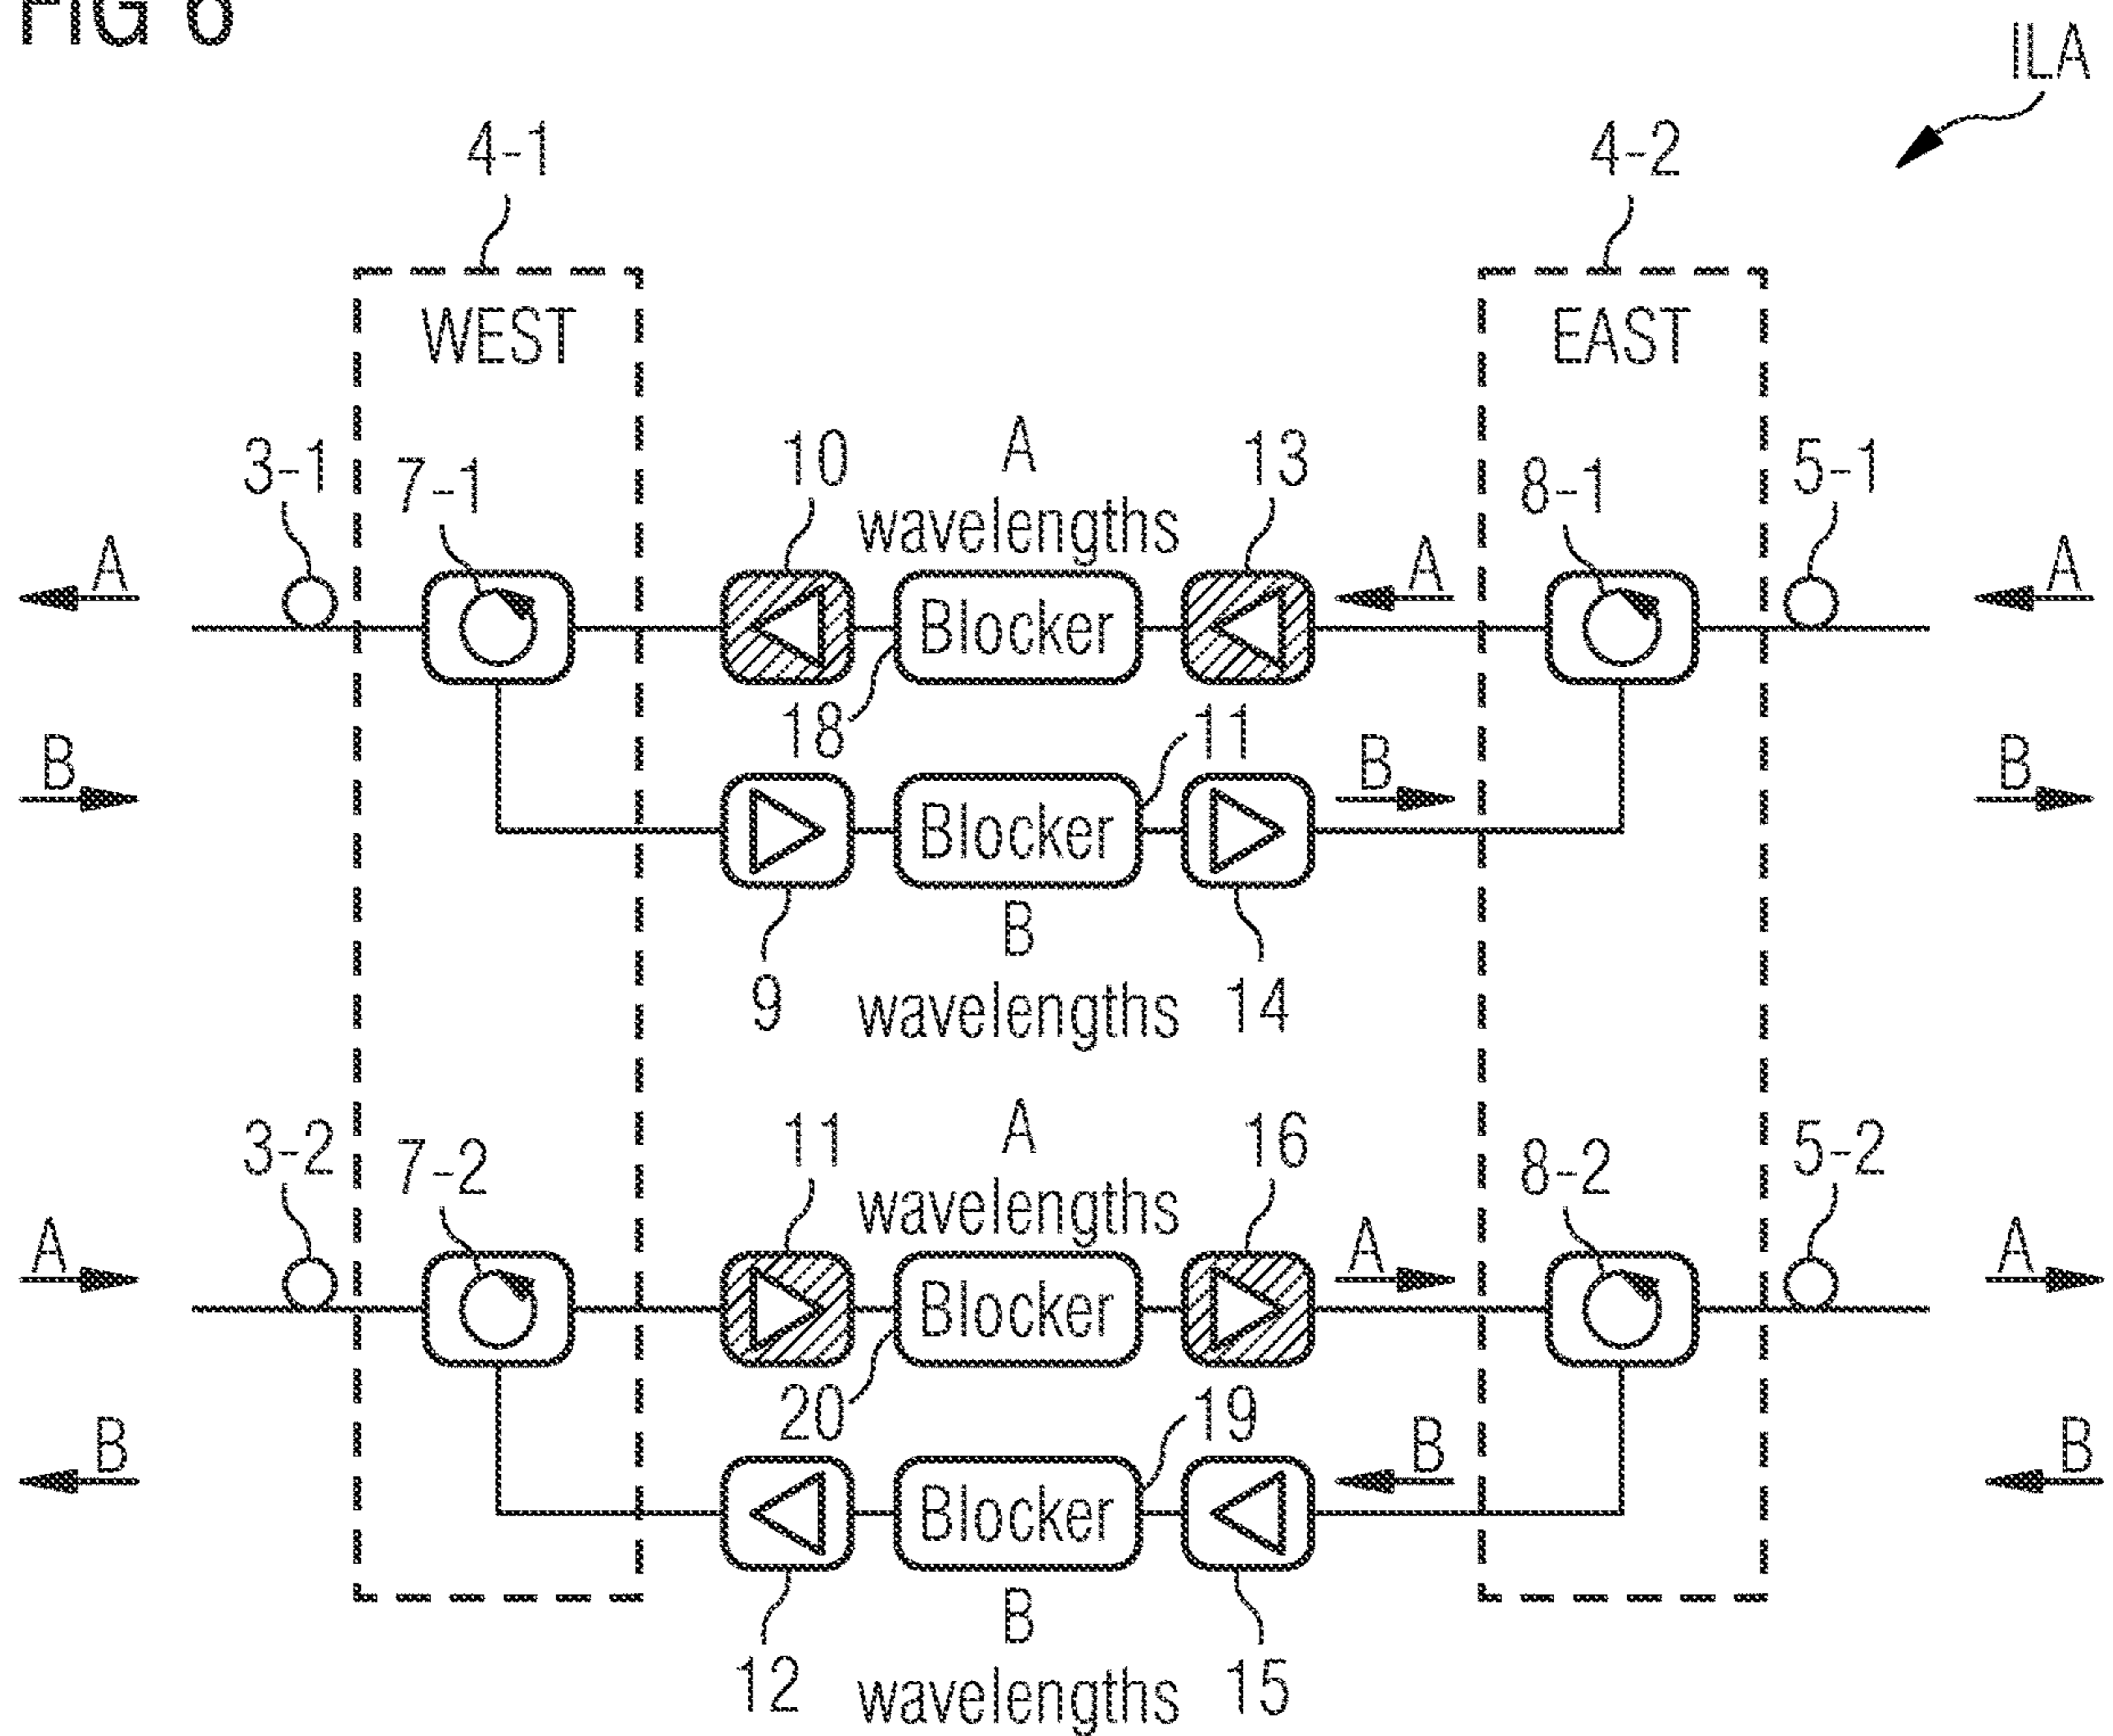 FIG 6
ILA
4-1
4-2
WEST
EAST
3-1
7-1
10
A
wavelengths
13
8-1
5-1
A
Blocker
A
A
18
11
B
Blocker
B
B
9
B
wavelengths
14
3-2
7-2
11
A
wavelengths
16
8-2
5-2
A
Blocker
A
A
20
19
B
Blocker
B
B
12
B
wavelengths
15